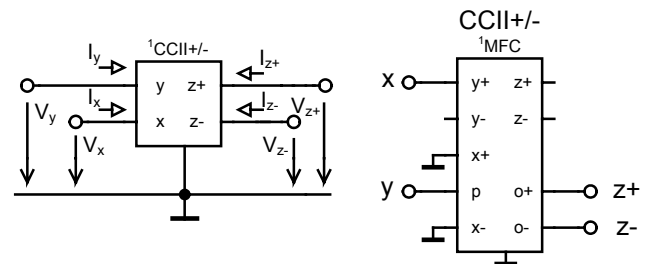 I_y
¹CCII+/-
I_z+
y z+
I_x
I_z-
V_z+
V_y
x z-
V_x
V_z-
CCII+/-
¹MFC
x
y+ z+
y- z-
x+
y
p o+
z+
x- o-
z-